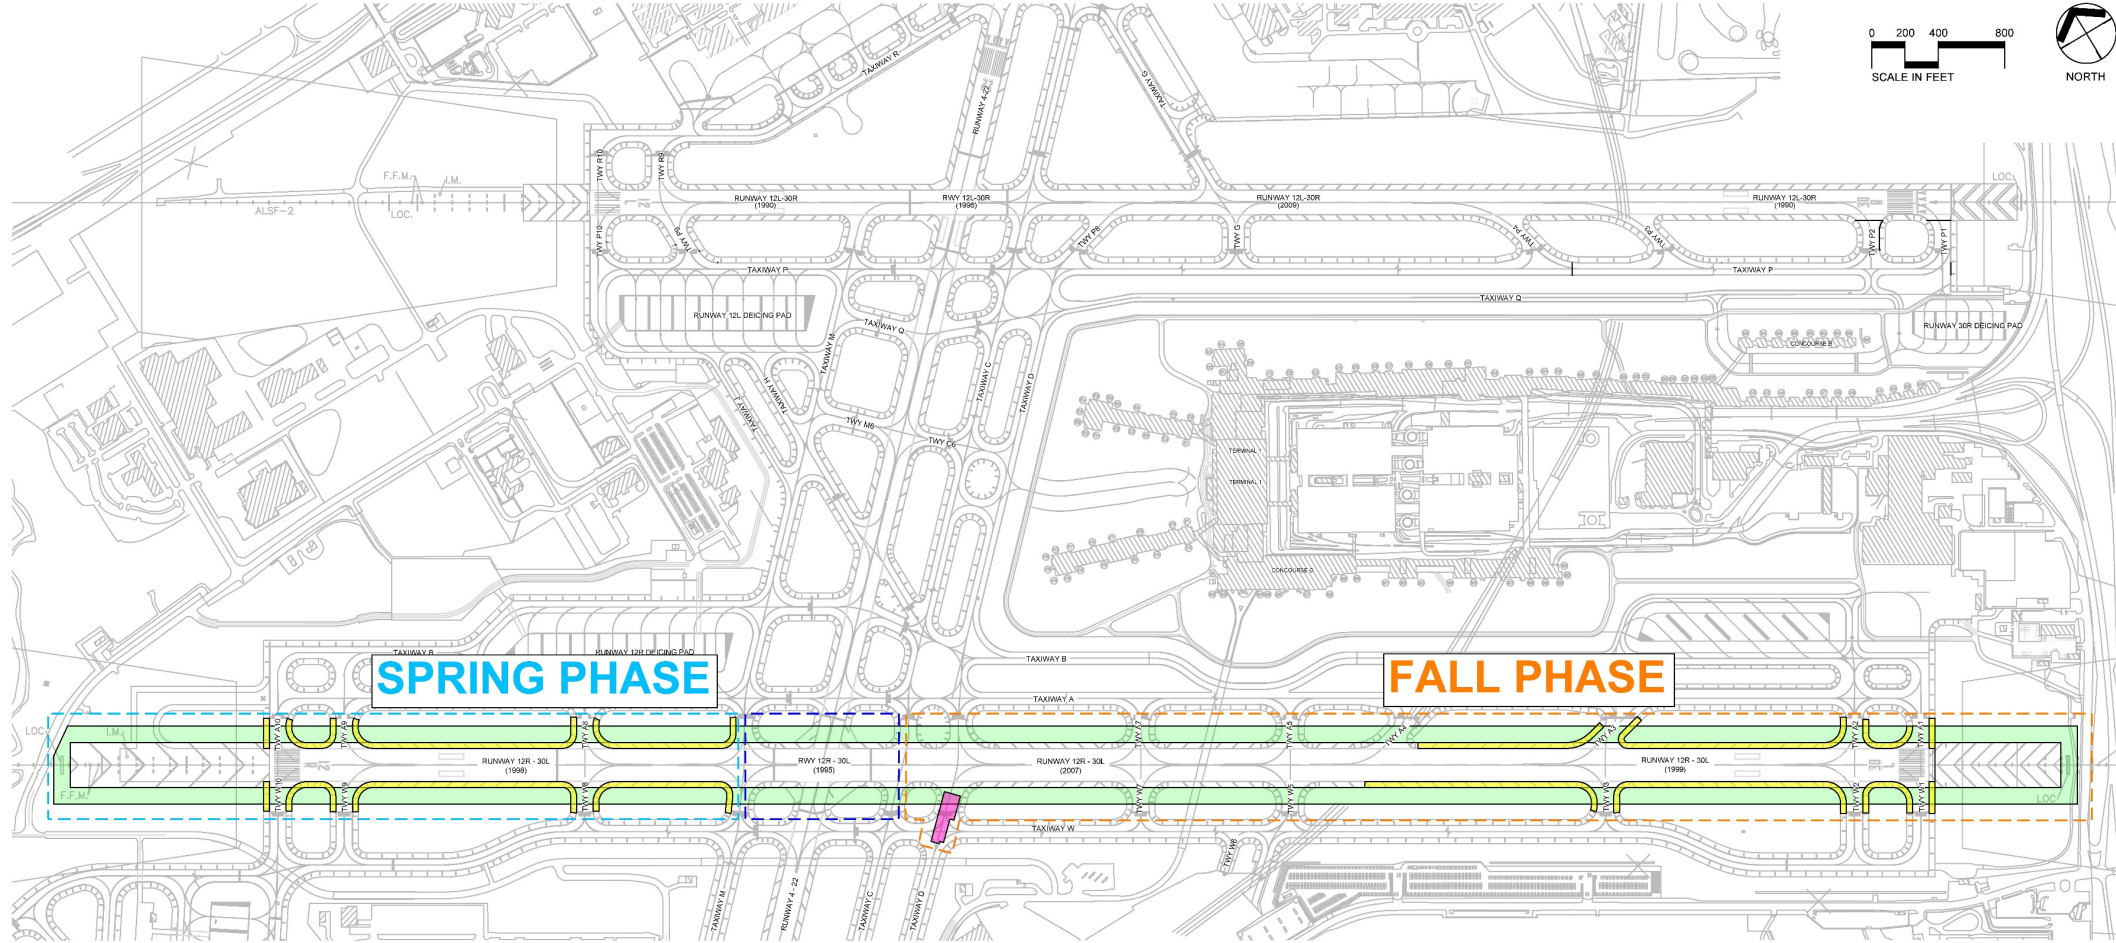 0 200 400 800
SCALE IN FEET
NORTH
TAXIWAY R
RUNWAY 4-22
TAXIWAY G
F.F.M.
I.M.
ALSF-2
LOC.
TWY R10
TWY R9
RUNWAY 12L-30R
(1990)
RWY 12L-30R
(1996)
RUNWAY 12L-30R
(2009)
RUNWAY 12L-30R
(1990)
LOC.
TWY P10
TWY P9
TWY P8
TWY G
TWY P4
TWY P3
TWY P2
TWY P1
TAXIWAY P
TAXIWAY P
TAXIWAY Q
RUNWAY 12L DEICING PAD
TAXIWAY Q
RUNWAY 30R DEICING PAD
CONCOURSE B
TAXIWAY M
TAXIWAY H
TAXIWAY J
TAXIWAY C
TAXIWAY D
TWY M6
TWY C6
TERMINAL 1
TERMINAL 1
CONCOURSE G
TAXIWAY B
RUNWAY 12R DEICING PAD
TAXIWAY B
SPRING PHASE
FALL PHASE
TAXIWAY A
LOC
I.M.
TWY A10
TWY A9
TWY A8
TWY A7
TWY A5
TWY A4
TWY A3
TWY A2
TWY A1
RUNWAY 12R - 30L
(1998)
RWY 12R - 30L
(1995)
RUNWAY 12R - 30L
(2007)
RUNWAY 12R - 30L
(1999)
F.F.M.
TWY W10
TWY W9
TWY W8
TWY W7
TWY W5
TWY W3
TWY W2
TWY W1
LOC
TAXIWAY W
TWY W6
TAXIWAY M
RUNWAY 4 - 22
TAXIWAY C
TAXIWAY D